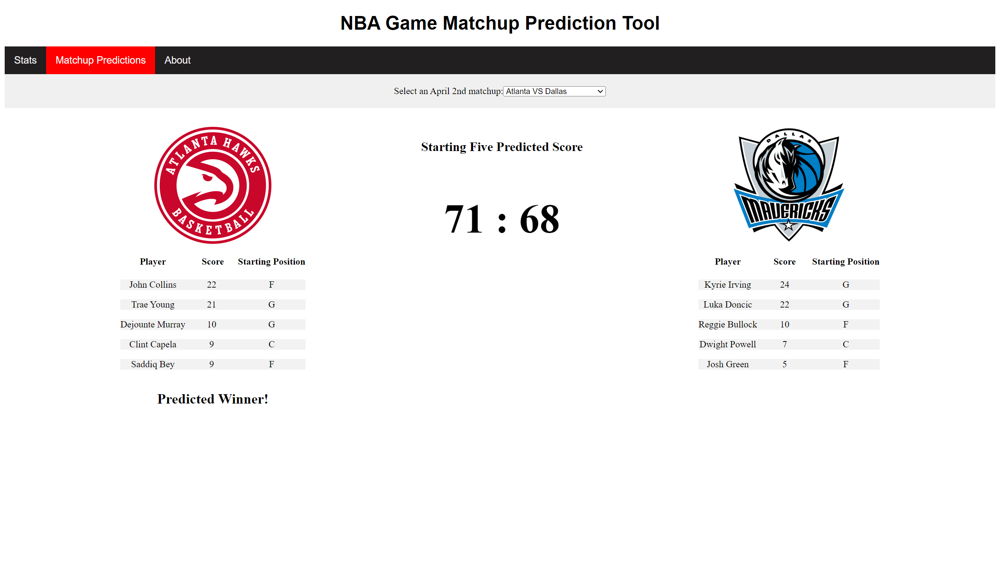 NBA Game Matchup Prediction Tool
Stats Matchup Predictions About
Select an April 2nd matchup: Atlanta VS Dallas
ATLANTA HAWKS
BASKETBALL
Starting Five Predicted Score
71 : 68
DALLAS
MAVERICKS
Player Score Starting Position
John Collins 22 F
Trae Young 21 G
Dejounte Murray 10 G
Clint Capela 9 C
Saddiq Bey 9 F
Predicted Winner!
Player Score Starting Position
Kyrie Irving 24 G
Luka Doncic 22 G
Reggie Bullock 10 F
Dwight Powell 7 C
Josh Green 5 F